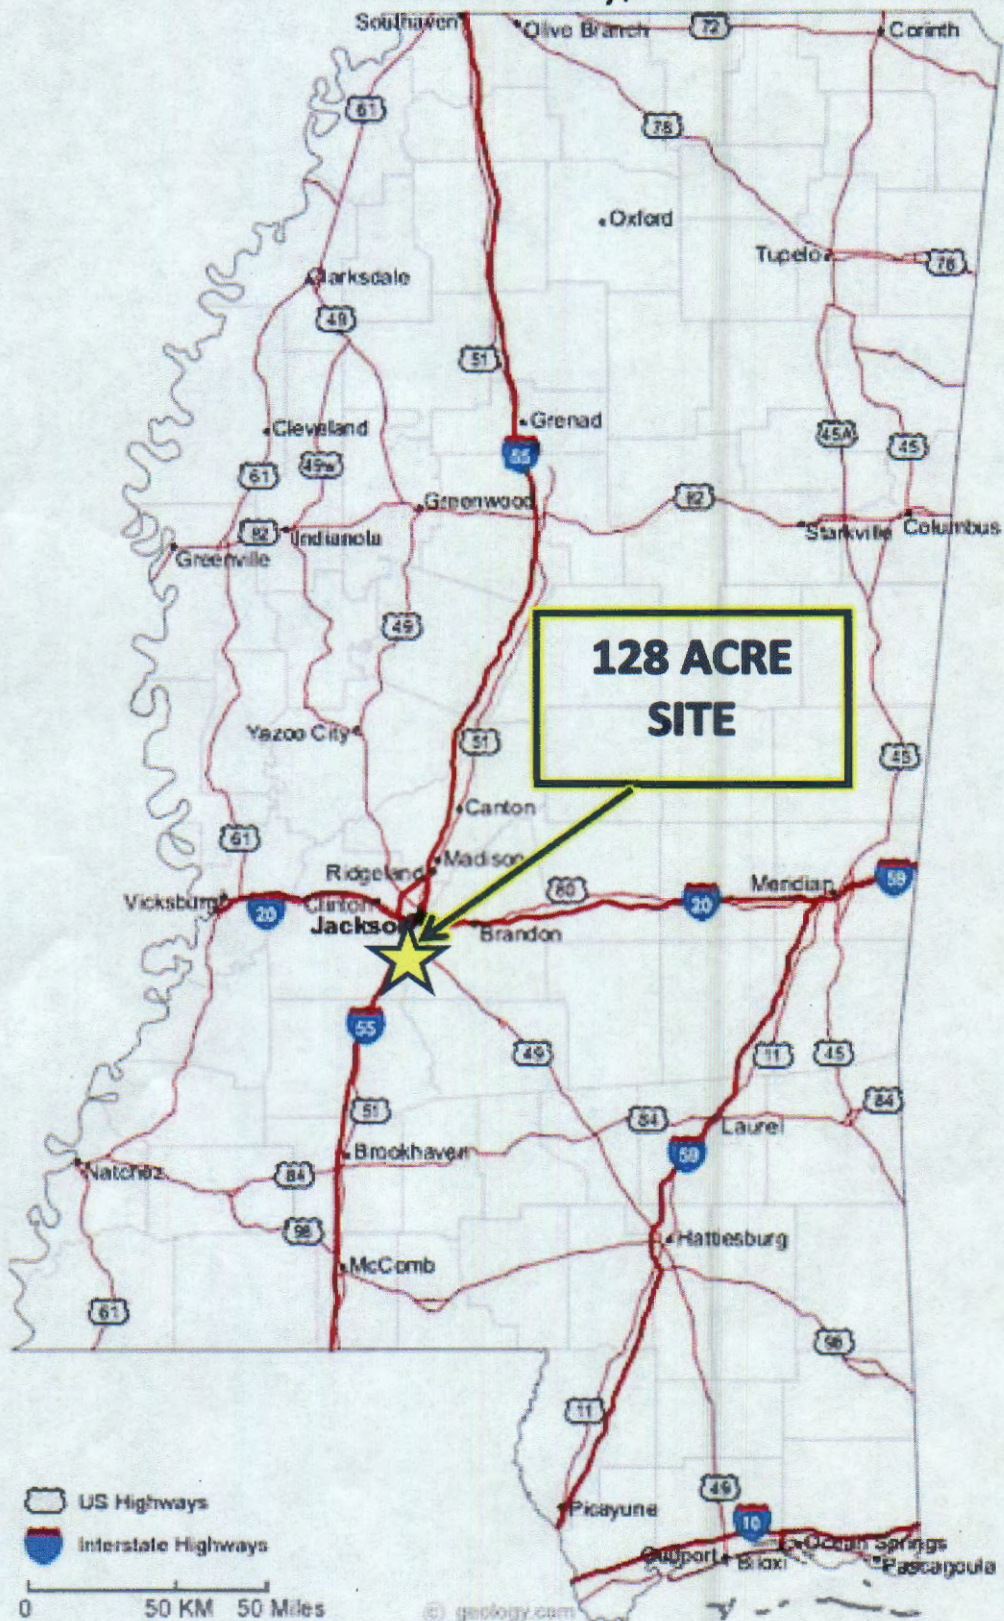 Southaven
Olive Branch
72
Corinth
61
78
Oxford
Tupelo
78
Clarksdale
49
51
Grenad
Cleveland
55
45A
45
61
49W
Greenwood
82
82
Indianola
Starkville
Columbus
Greenville
49
128 ACRE
SITE
Yazoo City
51
45
Canton
61
Madison
Ridgeland
80
Meridian
59
Vicksburg
20
Clinton
20
Jackson
Brandon
55
49
11
45
51
84
84
Laurel
Brookhaven
59
Natchez
84
98
Hattiesburg
McComb
61
98
11
49
US Highways
Picayune
10
Interstate Highways
Gulfport
Biloxi
Ocean Springs
Pascagoula
0 50 KM 50 Miles
(c) geology.com